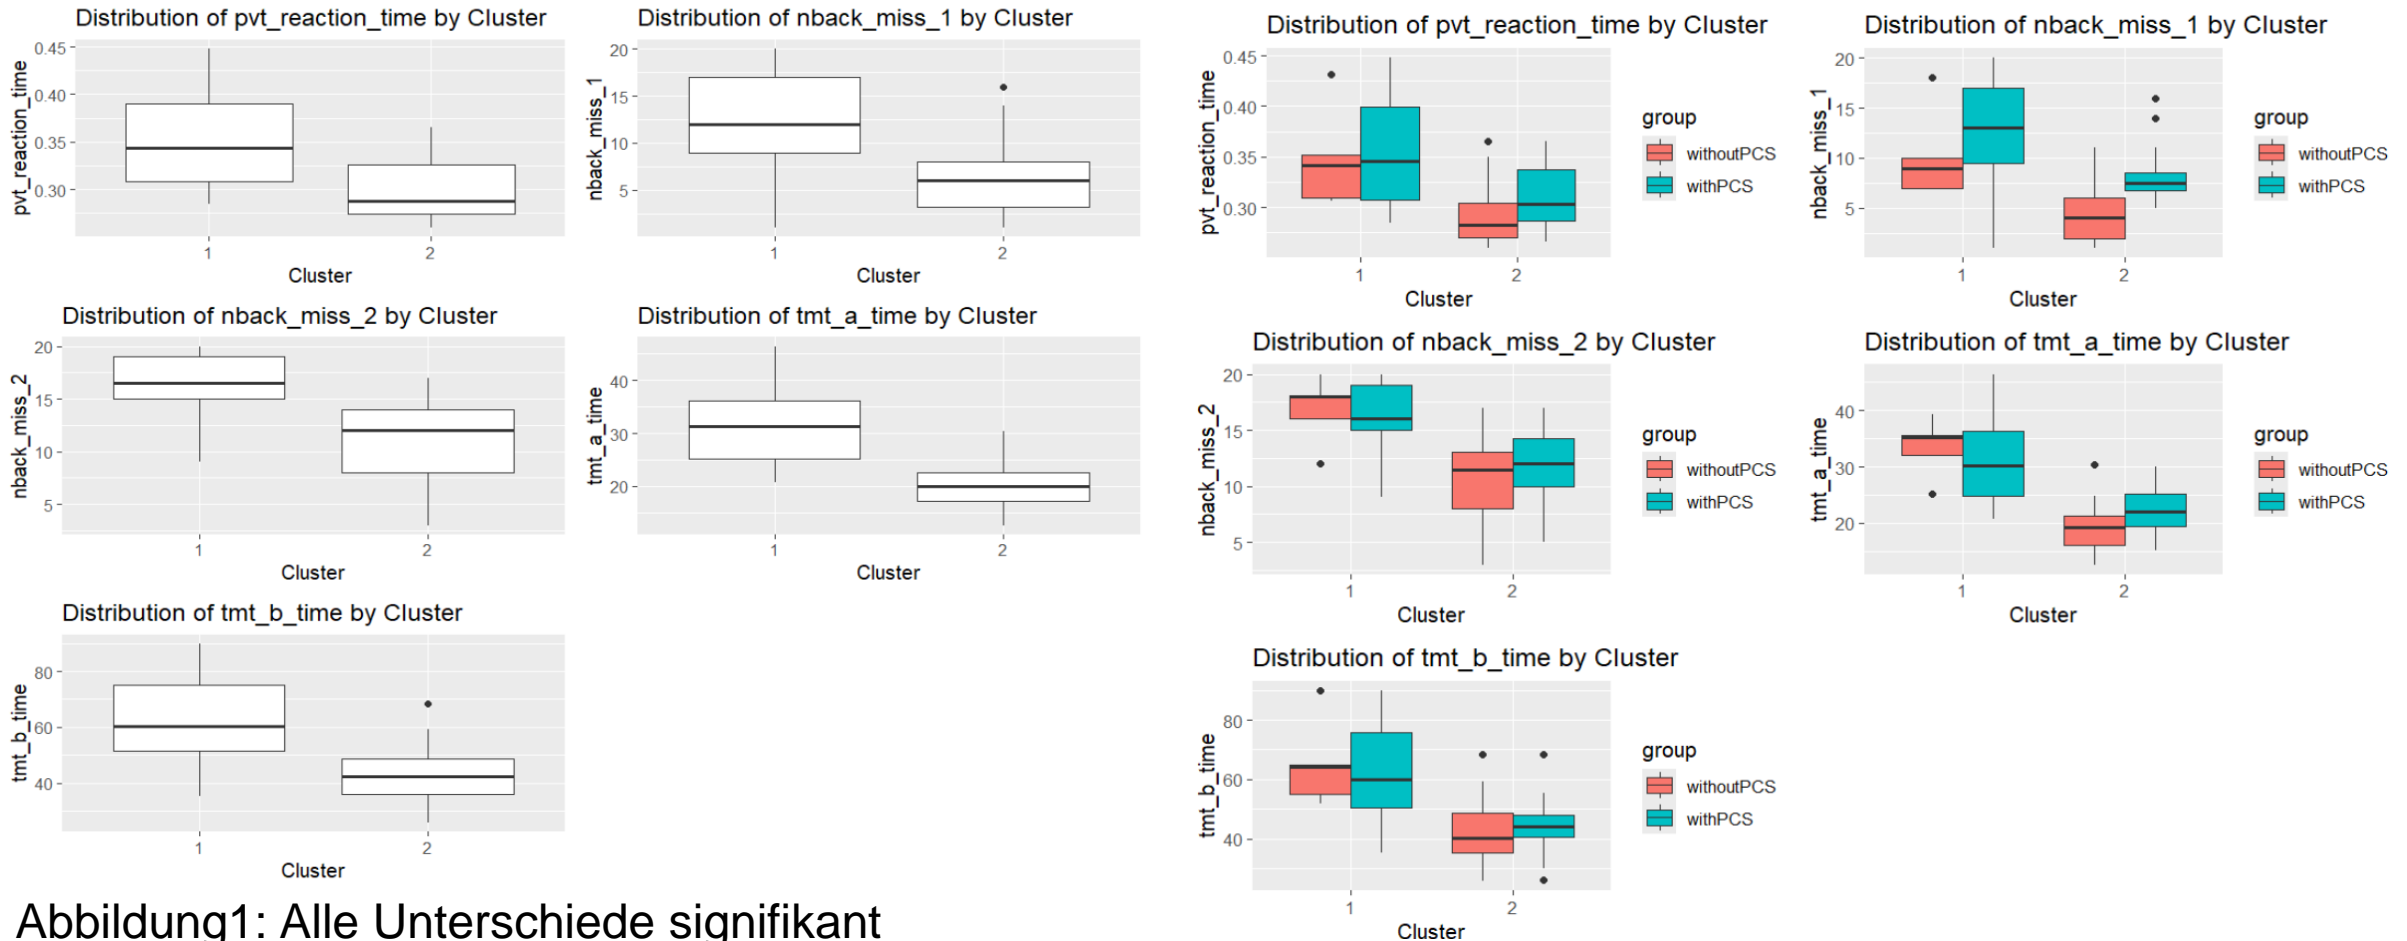 Distribution of pvt_reaction_time by Cluster
pvt_reaction_time
0.45
0.40
0.35
0.30
1
2
Cluster
Distribution of nback_miss_1 by Cluster
nback_miss_1
20
15
10
5
1
2
Cluster
Distribution of nback_miss_2 by Cluster
nback_miss_2
20
15
10
5
1
2
Cluster
Distribution of tmt_a_time by Cluster
tmt_a_time
40
30
20
1
2
Cluster
Distribution of tmt_b_time by Cluster
tmt_b_time
80
60
40
1
2
Cluster
Abbildung1: Alle Unterschiede signifikant
Distribution of pvt_reaction_time by Cluster
pvt_reaction_time
0.45
0.40
0.35
0.30
1
2
Cluster
group
withoutPCS
withPCS
Distribution of nback_miss_1 by Cluster
nback_miss_1
20
15
10
5
1
2
Cluster
group
withoutPCS
withPCS
Distribution of nback_miss_2 by Cluster
nback_miss_2
20
15
10
5
1
2
Cluster
group
withoutPCS
withPCS
Distribution of tmt_a_time by Cluster
tmt_a_time
40
30
20
1
2
Cluster
group
withoutPCS
withPCS
Distribution of tmt_b_time by Cluster
tmt_b_time
80
60
40
1
2
Cluster
group
withoutPCS
withPCS